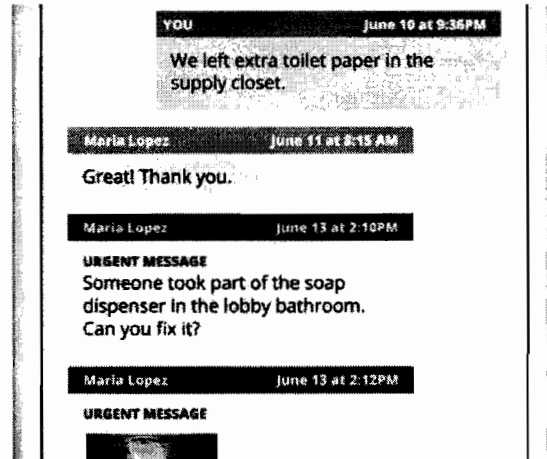 YOU June 10 at 9:36PM
We left extra toilet paper in the
supply closet.
Maria Lopez June 11 at 8:15 AM
Great! Thank you.
Maria Lopez June 13 at 2:10PM
URGENT MESSAGE
Someone took part of the soap
dispenser in the lobby bathroom.
Can you fix it?
Maria Lopez June 13 at 2:12PM
URGENT MESSAGE